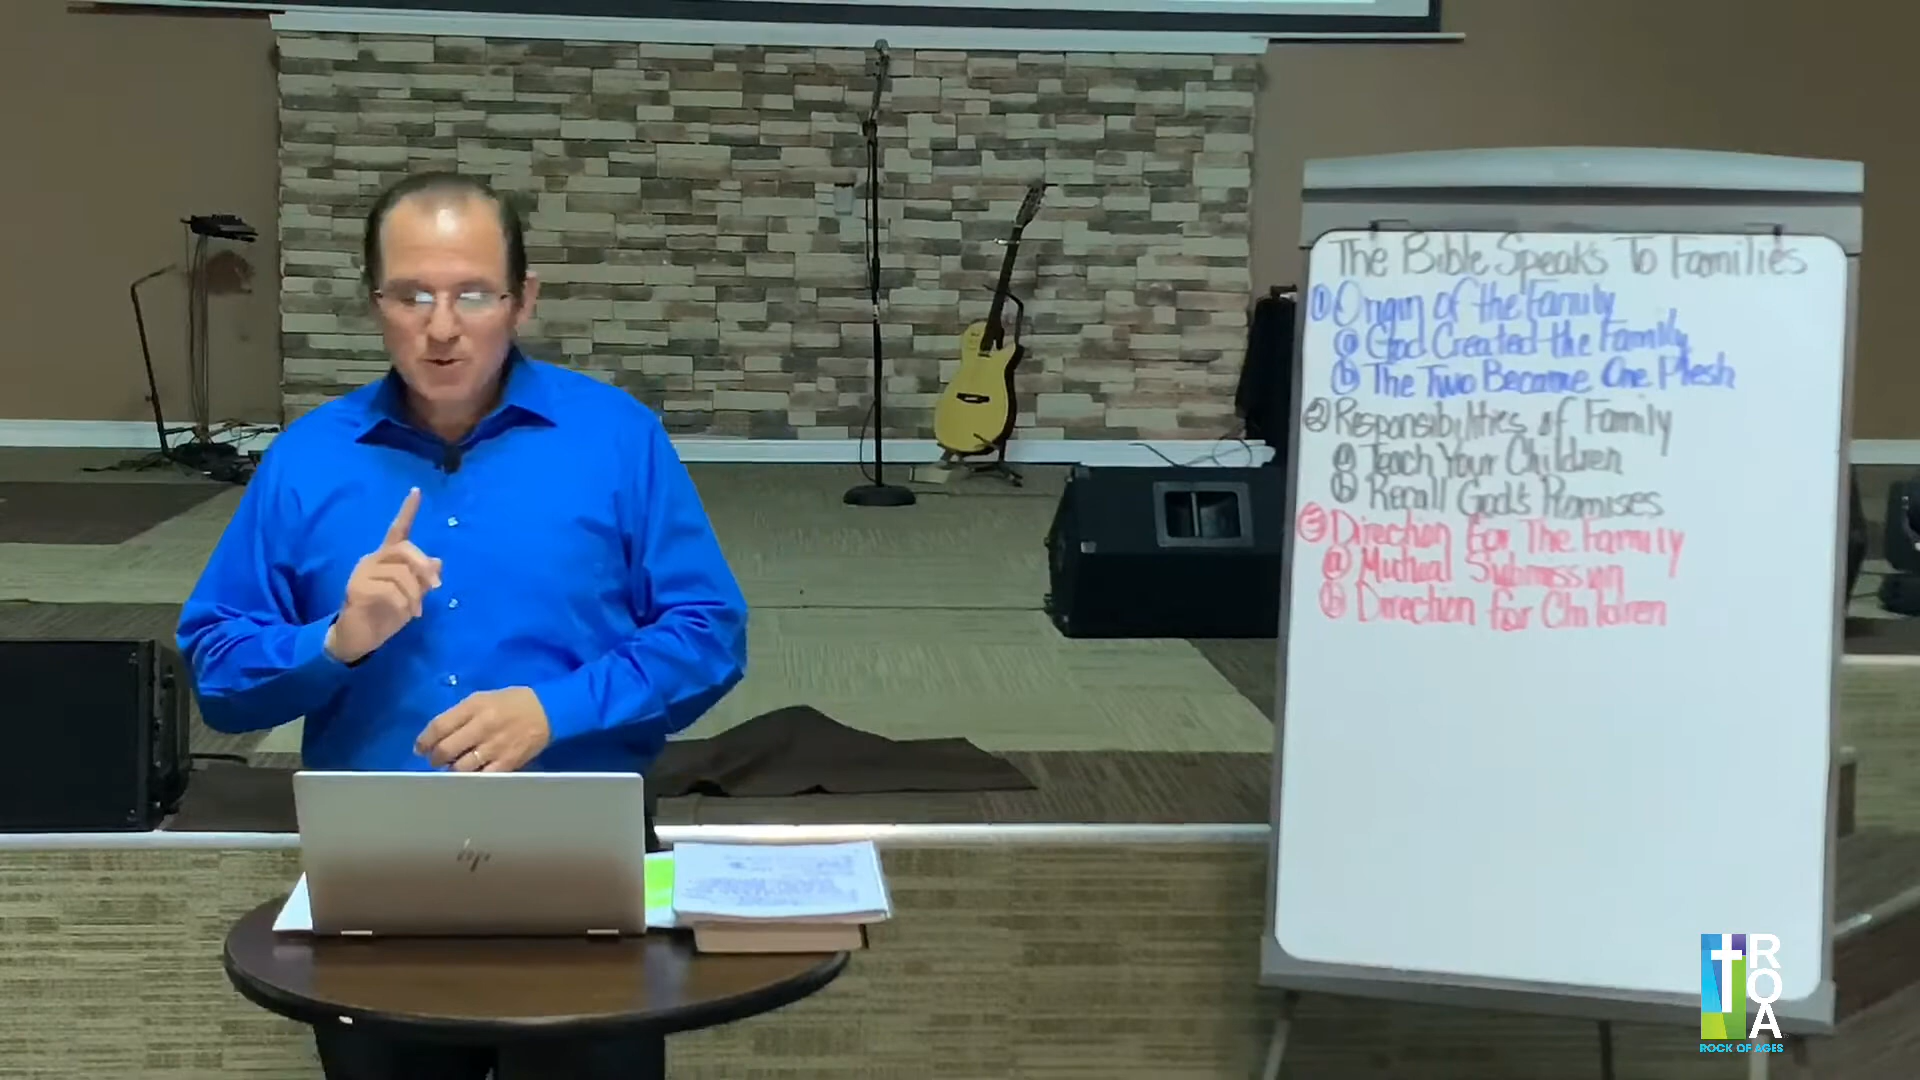 The Bible Speaks To Families
① Origin of the Family
ⓐ God Created the Family
ⓑ The Two Became One Flesh
② Responsibilities of Family
ⓐ Teach Your Children
ⓑ Recall God's Promises
③ Direction For The Family
ⓐ Mutual Submission
ⓑ Direction for Children
hp
ROA
ROCK OF AGES